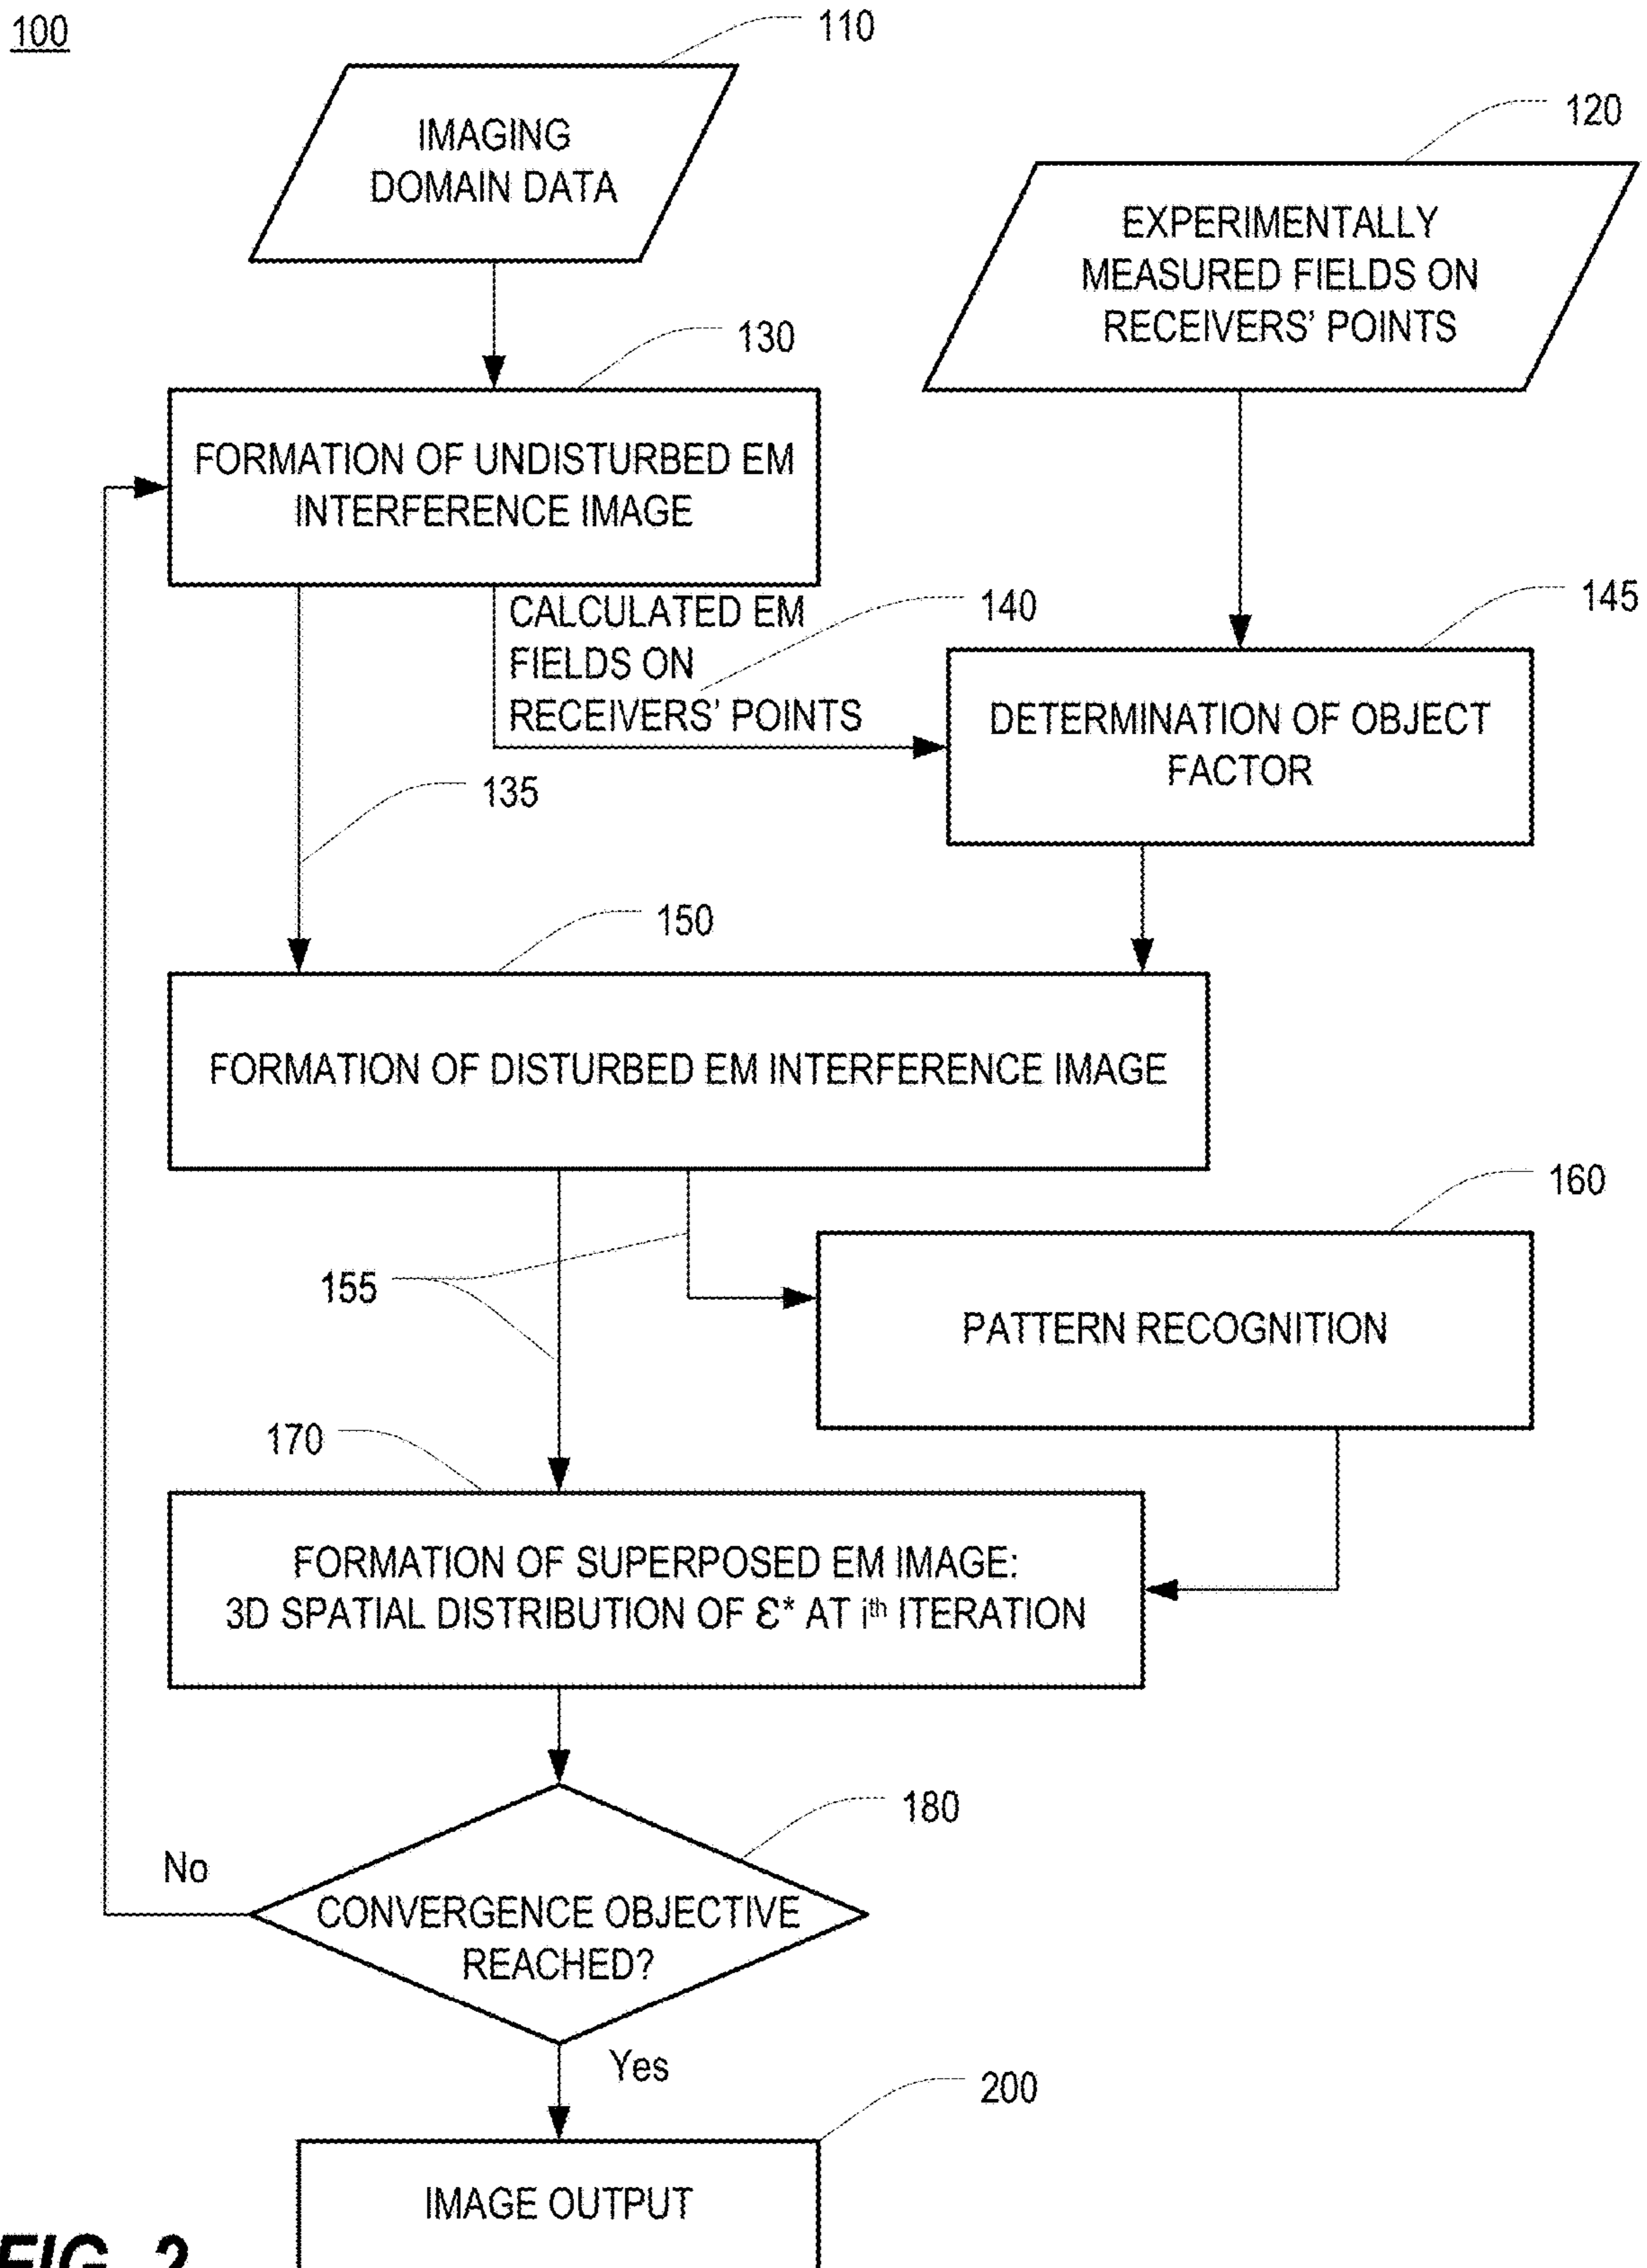 100
110
IMAGING
DOMAIN DATA
120
EXPERIMENTALLY
MEASURED FIELDS ON
RECEIVERS’ POINTS
130
FORMATION OF UNDISTURBED EM
INTERFERENCE IMAGE
CALCULATED EM
FIELDS ON
RECEIVERS’ POINTS
140
145
DETERMINATION OF OBJECT
FACTOR
135
150
FORMATION OF DISTURBED EM INTERFERENCE IMAGE
155
160
PATTERN RECOGNITION
170
FORMATION OF SUPERPOSED EM IMAGE:
3D SPATIAL DISTRIBUTION OF ε* AT iᵗʰ ITERATION
180
No
CONVERGENCE OBJECTIVE
REACHED?
Yes
200
IMAGE OUTPUT
FIG. 2